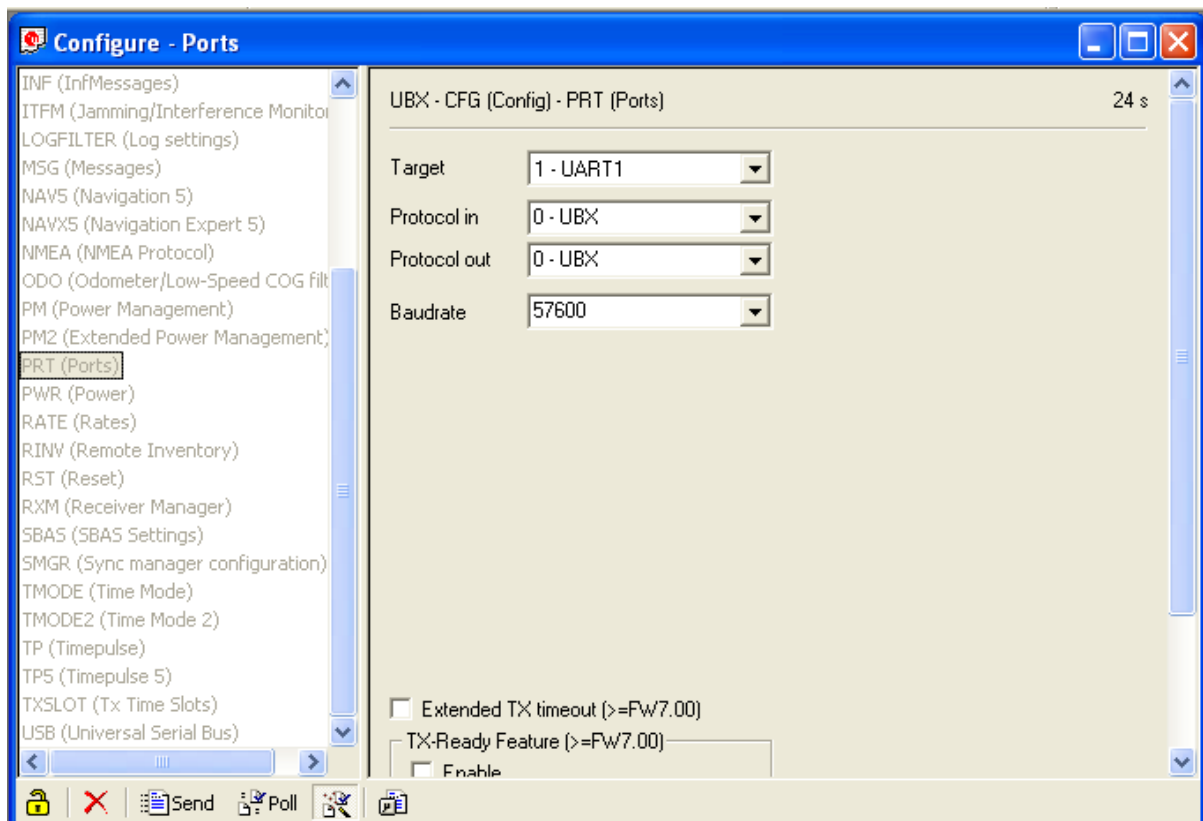 Configure - Ports
INF (InfMessages)
ITFM (Jamming/Interference Monitor
LOGFILTER (Log settings)
MSG (Messages)
NAV5 (Navigation 5)
NAVX5 (Navigation Expert 5)
NMEA (NMEA Protocol)
ODO (Odometer/Low-Speed COG filt
PM (Power Management)
PM2 (Extended Power Management)
PRT (Ports)
PWR (Power)
RATE (Rates)
RINV (Remote Inventory)
RST (Reset)
RXM (Receiver Manager)
SBAS (SBAS Settings)
SMGR (Sync manager configuration)
TMODE (Time Mode)
TMODE2 (Time Mode 2)
TP (Timepulse)
TP5 (Timepulse 5)
TXSLOT (Tx Time Slots)
USB (Universal Serial Bus)
UBX - CFG (Config) - PRT (Ports) 24 s
Target 1 - UART1
Protocol in 0 - UBX
Protocol out 0 - UBX
Baudrate 57600
Extended TX timeout (>=FW7.00)
TX-Ready Feature (>=FW7.00)
Enable
Send Poll